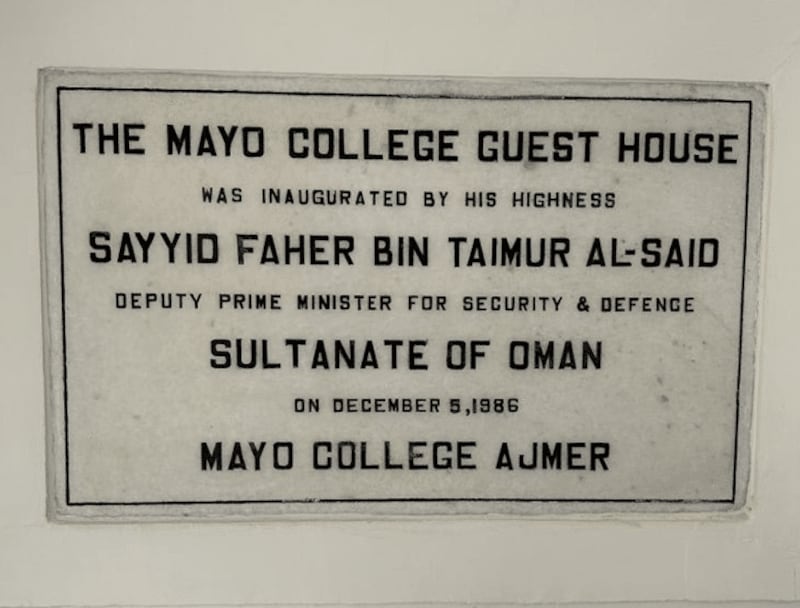 THE MAYO COLLEGE GUEST HOUSE
WAS INAUGURATED BY HIS HIGHNESS
SAYYID FAHER BIN TAIMUR AL-SAID
DEPUTY PRIME MINISTER FOR SECURITY & DEFENCE
SULTANATE OF OMAN
ON DECEMBER 5,1986
MAYO COLLEGE AJMER